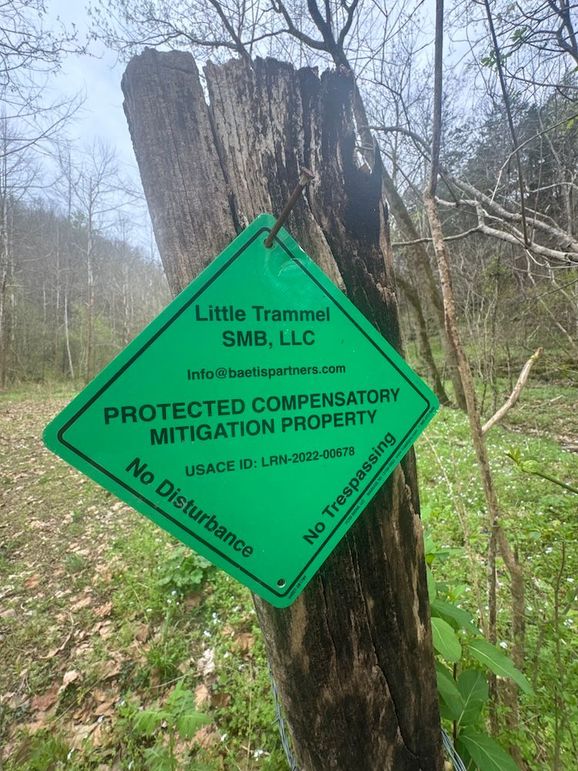 Little Trammel
SMB, LLC
Info@baetispartners.com
PROTECTED COMPENSATORY
MITIGATION PROPERTY
USACE ID: LRN-2022-00678
No Disturbance
No Trespassing